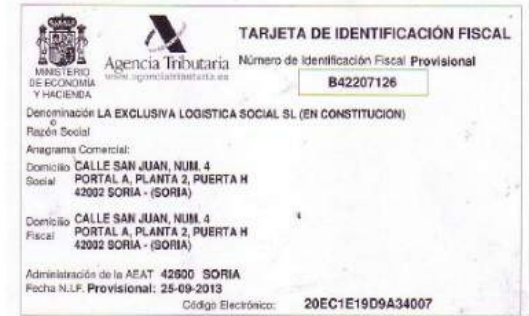 TARJETA DE IDENTIFICACIÓN FISCAL
MINISTERIO
DE ECONOMÍA
Y HACIENDA
Agencia Tributaria
www.agenciatributaria.es
Número de Identificación Fiscal Provisional
B42207126
Denominación LA EXCLUSIVA LOGISTICA SOCIAL SL (EN CONSTITUCION)
o
Razón Social
Anagrama Comercial:
Domicilio CALLE SAN JUAN, NUM. 4
Social PORTAL A, PLANTA 2, PUERTA H
42002 SORIA - (SORIA)
Domicilio CALLE SAN JUAN, NUM. 4
Fiscal PORTAL A, PLANTA 2, PUERTA H
42002 SORIA - (SORIA)
Administración de la AEAT 42600 SORIA
Fecha N.I.F. Provisional: 25-09-2013
Código Electrónico: 20EC1E19D9A34007